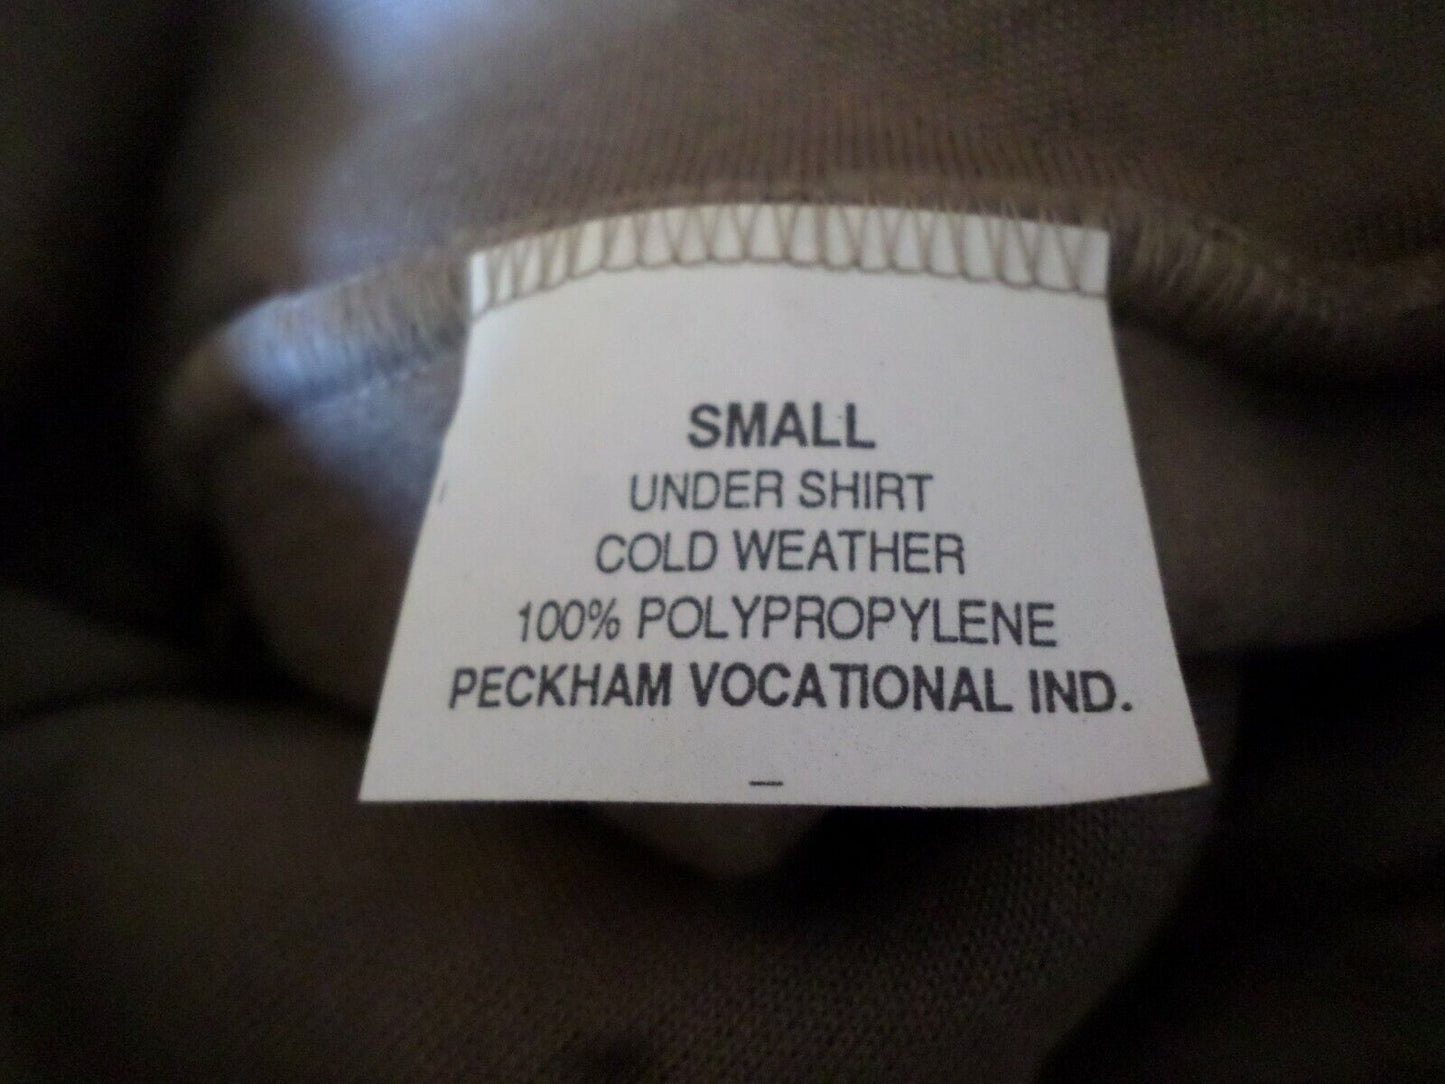 SMALL
UNDER SHIRT
COLD WEATHER
100% POLYPROPYLENE
PECKHAM VOCATIONAL IND.